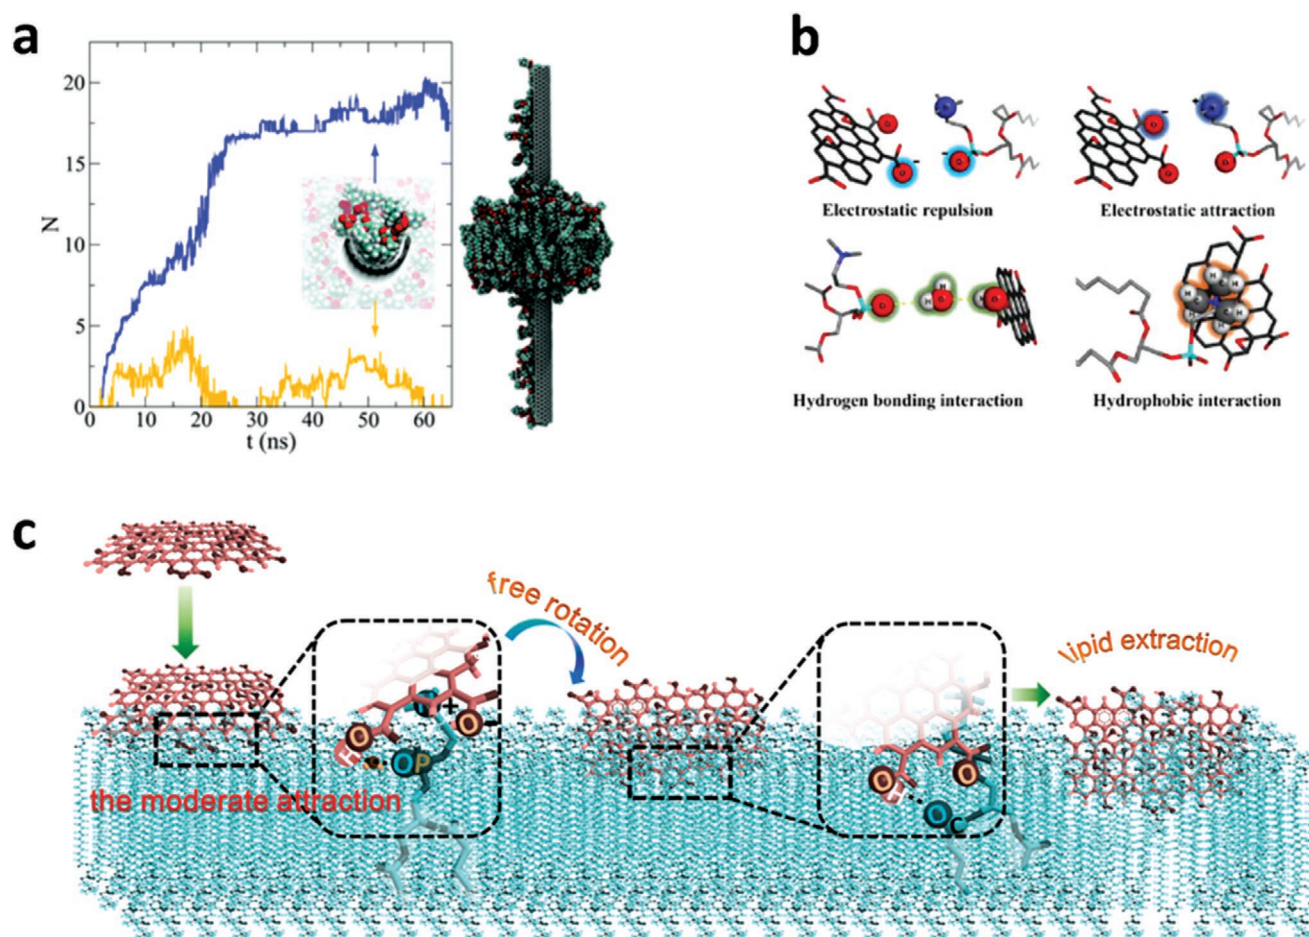 a
20
15
10
5
0
N
0 10 20 30 40 50 60
t (ns)
b
Electrostatic repulsion
Electrostatic attraction
Hydrogen bonding interaction
Hydrophobic interaction
c
free rotation
lipid extraction
the moderate attraction
O + O
H O P
O O
H O C